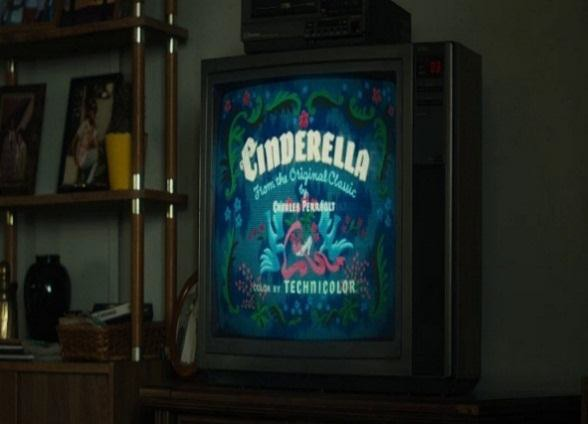 CINDERELLA
From the Original Classic
by
CHARLES PERRAULT
COLOR BY TECHNICOLOR